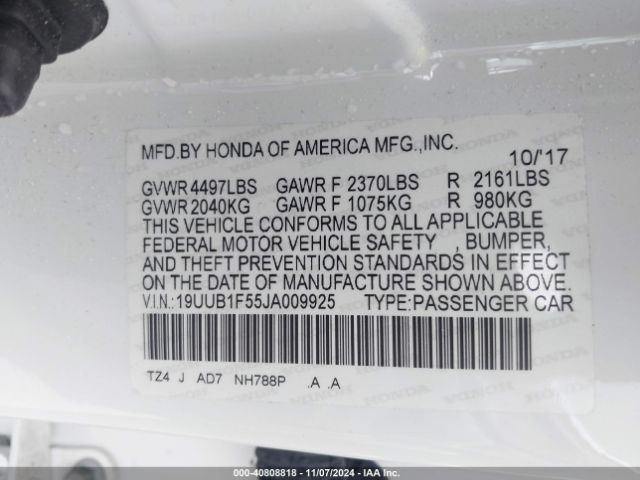 MFD.BY HONDA OF AMERICA MFG.,INC. 10/'17
GVWR 4497LBS GAWR F 2370LBS R 2161LBS
GVWR 2040KG GAWR F 1075KG R 980KG
THIS VEHICLE CONFORMS TO ALL APPLICABLE
FEDERAL MOTOR VEHICLE SAFETY , BUMPER,
AND THEFT PREVENTION STANDARDS IN EFFECT
ON THE DATE OF MANUFACTURE SHOWN ABOVE.
V.I.N.:19UUB1F55JA009925 TYPE:PASSENGER CAR
TZ4 J AD7 NH788P .A .A
000-40808818 - 11/07/2024 - IAA Inc.